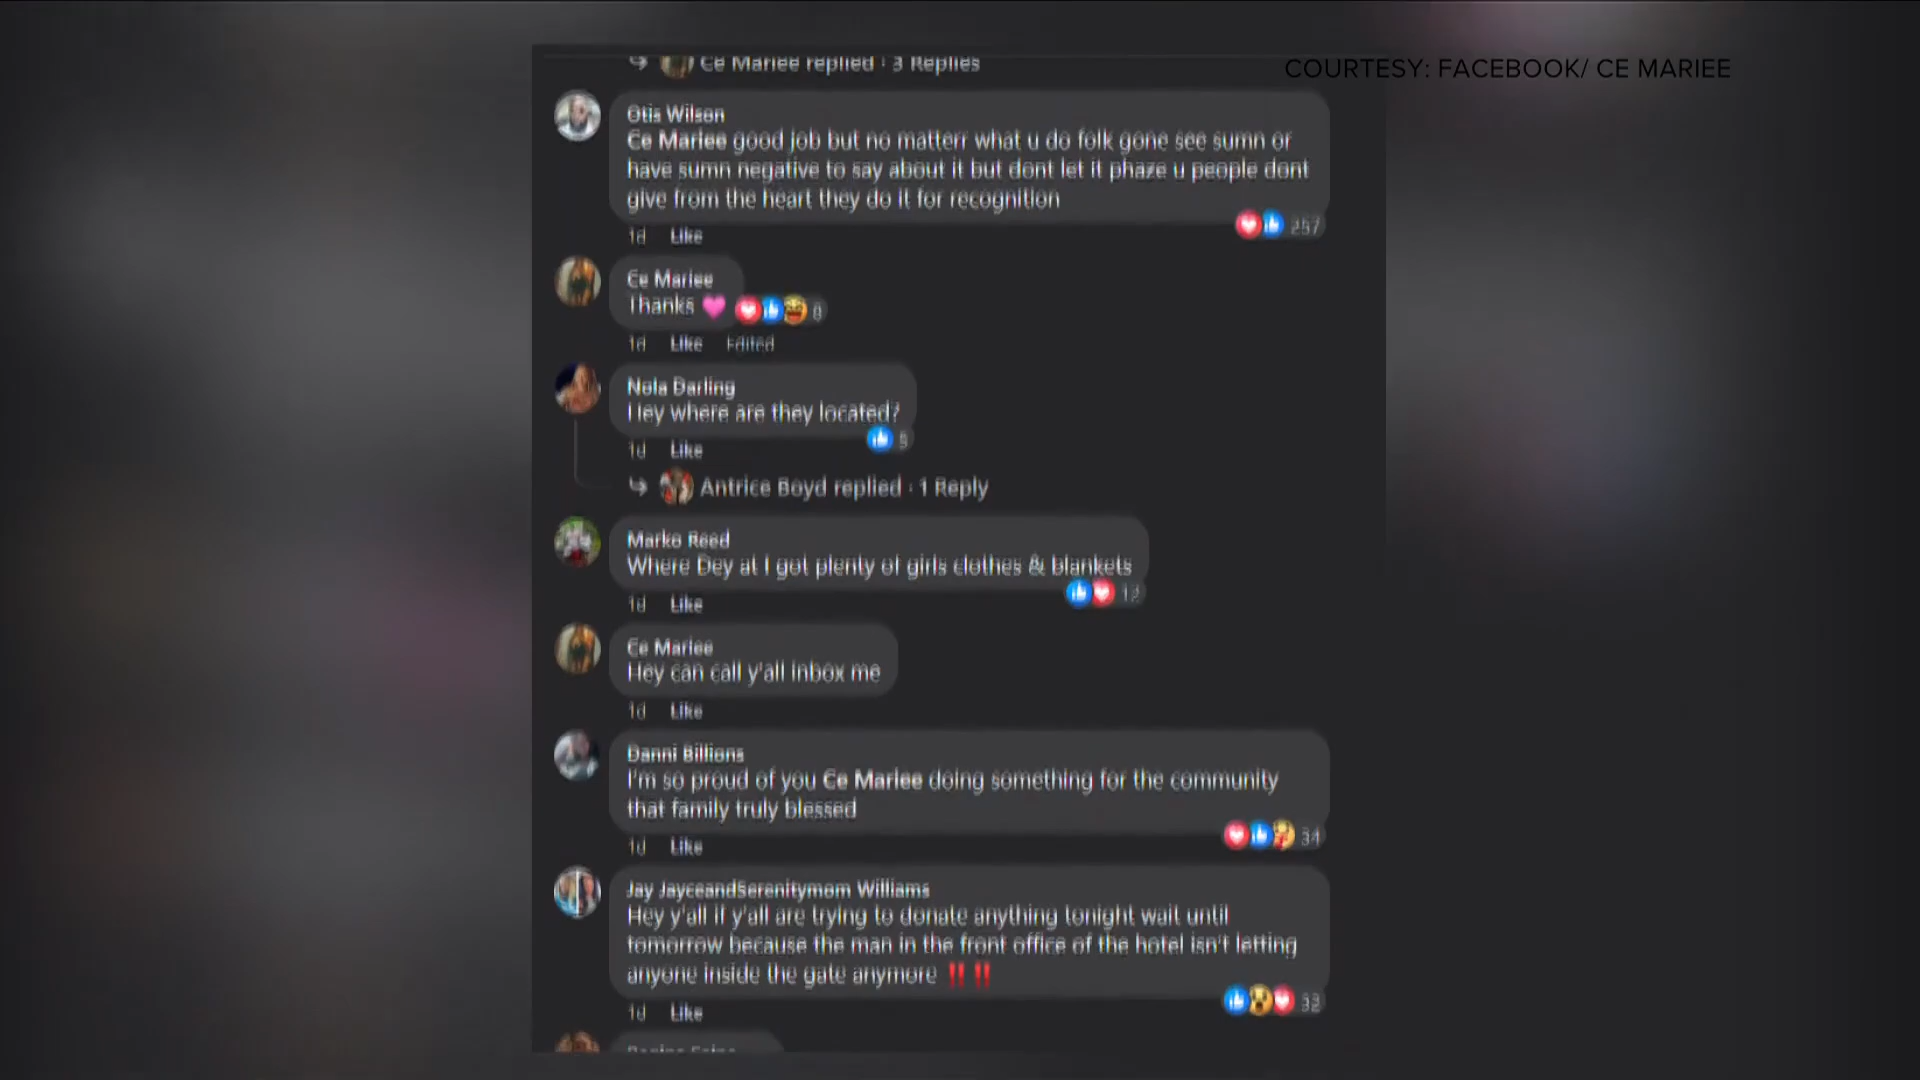 Ce Mariee replied · 3 Replies
COURTESY: FACEBOOK/ CE MARIEE
Otis Wilson
Ce Mariee good job but no matterr what u do folk gone see sumn or
have sumn negative to say about it but dont let it phaze u people dont
give from the heart they do it for recognition
257
1d Like
Ce Mariee
Thanks
8
1d Like Edited
Nola Darling
Hey where are they located?
5
1d Like
Antrice Boyd replied · 1 Reply
Marko Reed
Where Dey at I got plenty of girls clothes & blankets
12
1d Like
Ce Mariee
Hey can call y'all inbox me
1d Like
Danni Billions
I'm so proud of you Ce Mariee doing something for the community
that family truly blessed
34
1d Like
Jay JayceandSerenitymom Williams
Hey y'all if y'all are trying to donate anything tonight wait until
tomorrow because the man in the front office of the hotel isn't letting
anyone inside the gate anymore ‼️ ‼️
1d Like